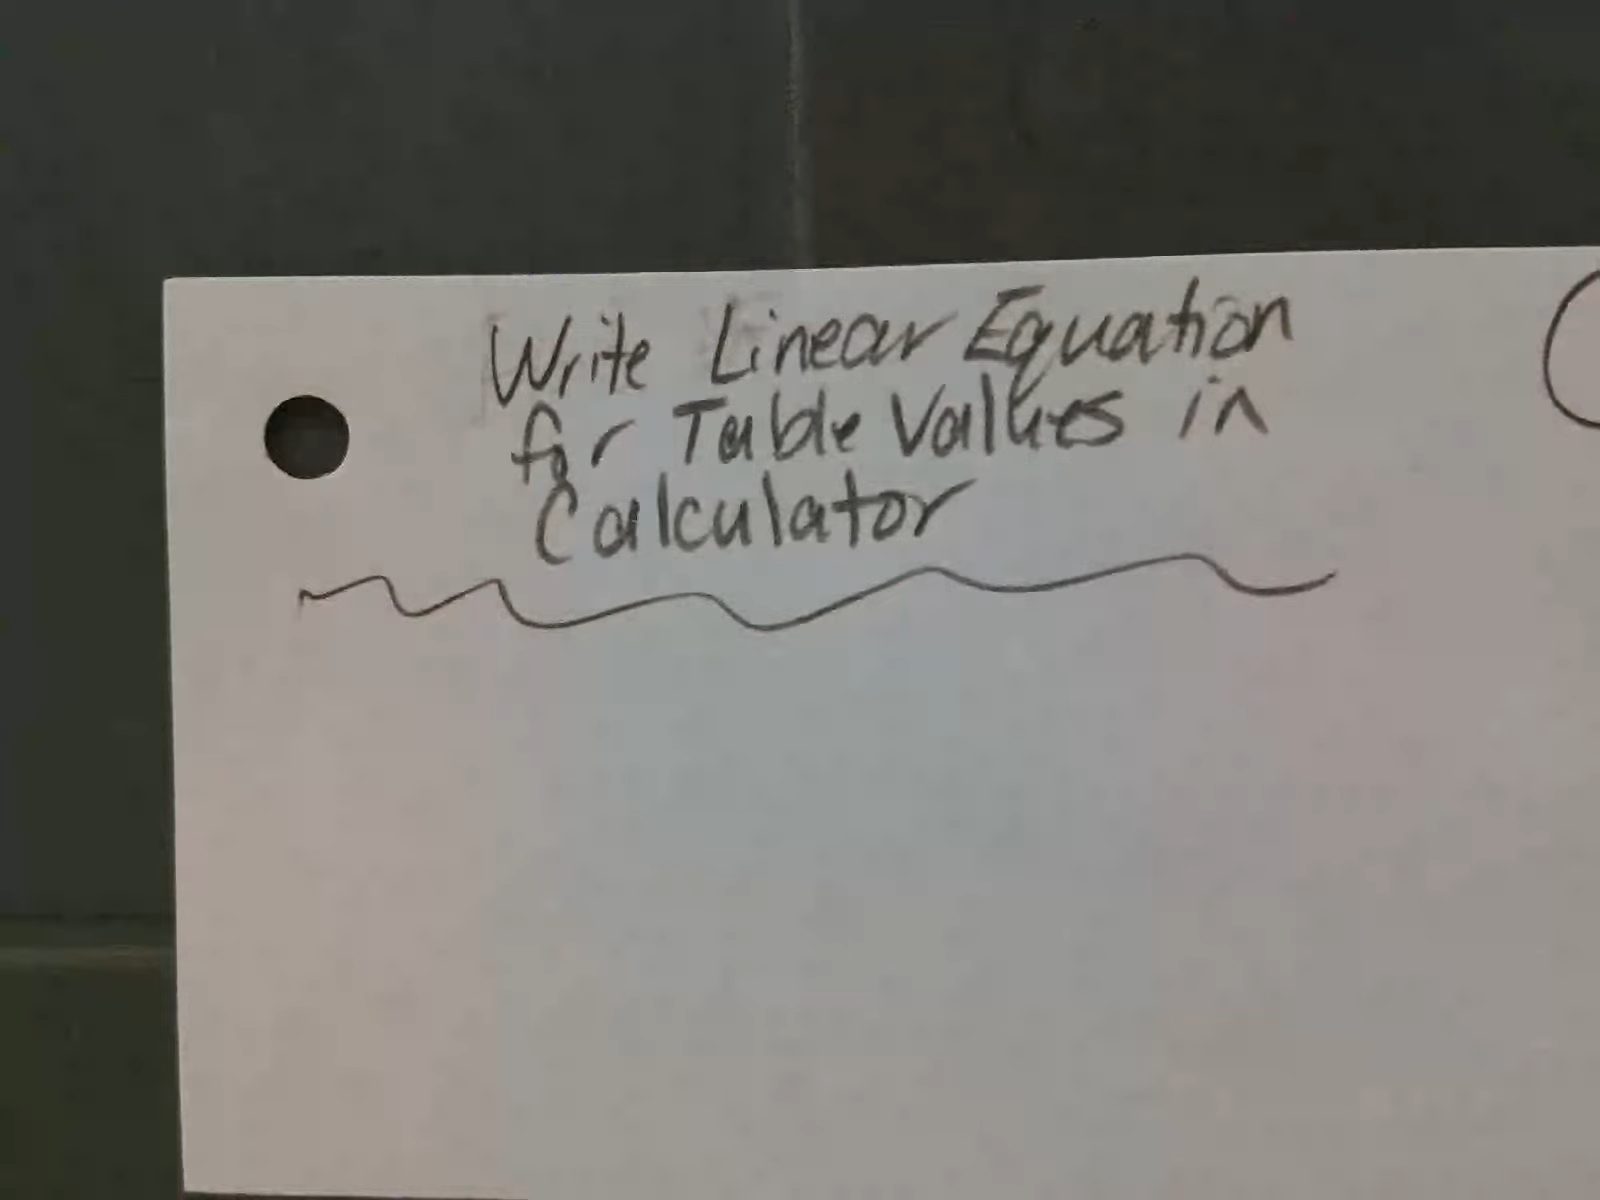 Write Linear Equation
for Table Values in
Calculator